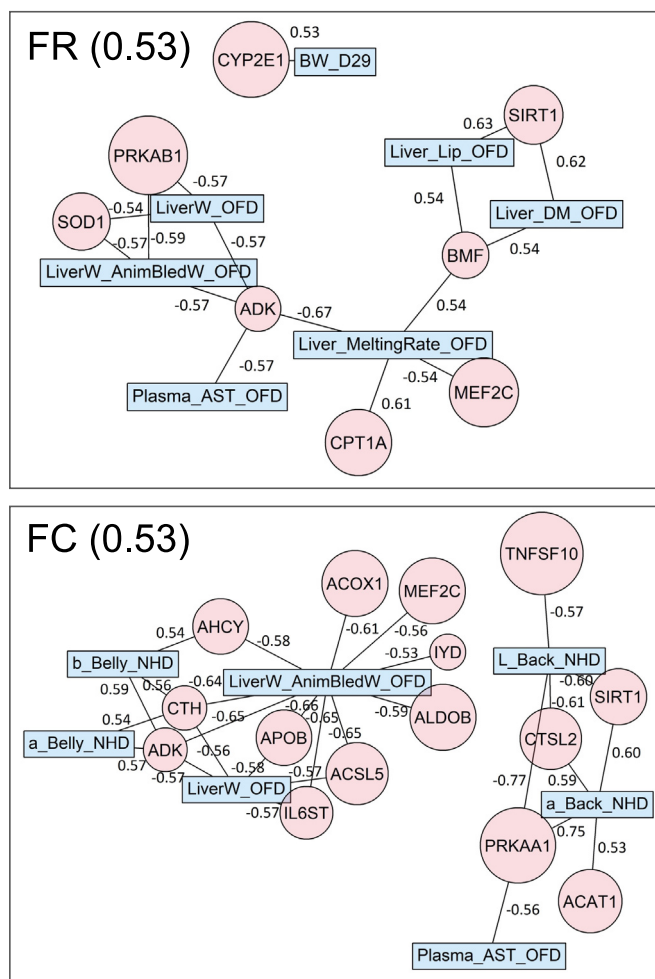 FR (0.53)
0.53
CYP2E1
BW_D29
SIRT1
0.63
Liver_Lip_OFD
0.62
PRKAB1
-0.57
0.54
Liver_DM_OFD
-0.54
LiverW_OFD
SOD1
-0.57
-0.59
-0.57
0.54
BMF
LiverW_AnimBledW_OFD
-0.57
ADK
-0.67
0.54
Liver_MeltingRate_OFD
-0.57
-0.54
MEF2C
Plasma_AST_OFD
0.61
CPT1A
FC (0.53)
TNFSF10
ACOX1
MEF2C
-0.57
AHCY
0.54
-0.58
-0.61
-0.56
IYD
-0.53
b_Belly_NHD
L_Back_NHD
0.59
0.56
-0.64
LiverW_AnimBledW_OFD
-0.60
SIRT1
-0.61
CTH
-0.65
-0.66
-0.65
-0.59
ALDOB
0.54
a_Belly_NHD
ADK
-0.56
APOB
-0.65
CTSL2
0.60
0.57
-0.57
-0.58
-0.57
ACSL5
-0.77
0.59
LiverW_OFD
a_Back_NHD
-0.57
IL6ST
0.75
PRKAA1
0.53
ACAT1
-0.56
Plasma_AST_OFD